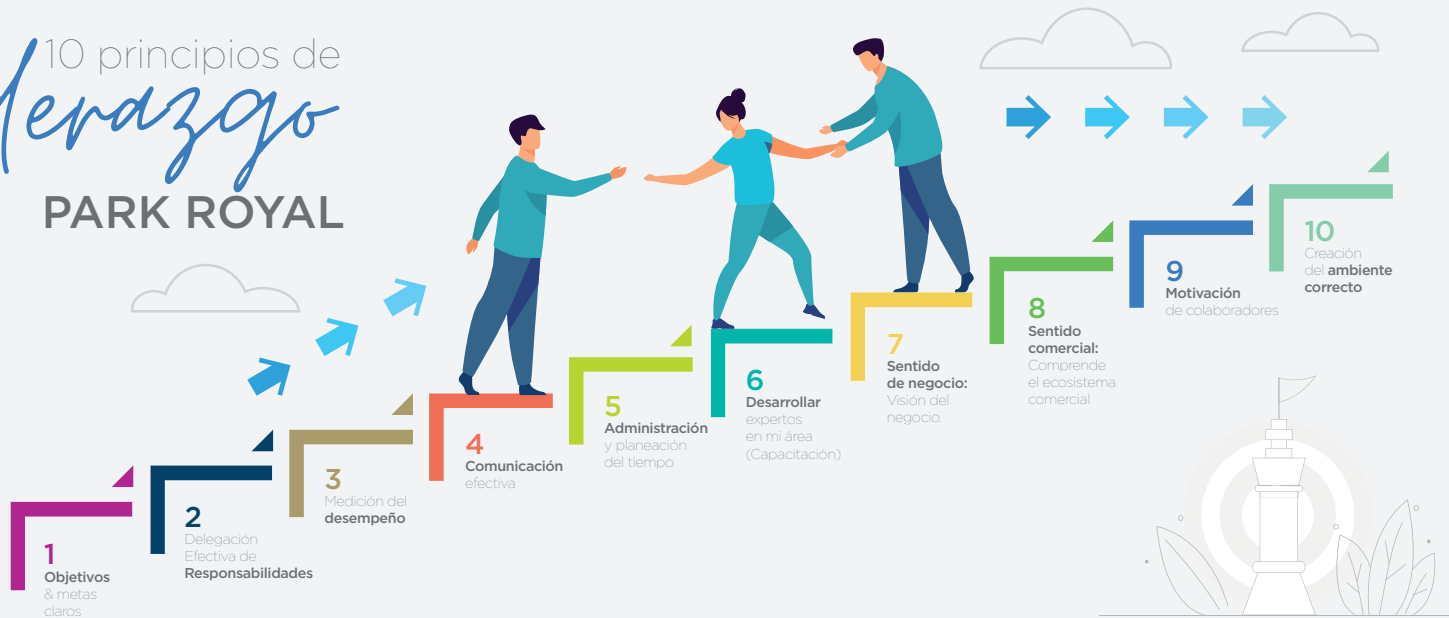 10 principios de
derazgo
PARK ROYAL
1
Objetivos
& metas
claros
2
Delegación
Efectiva de
Responsabilidades
3
Medición del
desempeño
4
Comunicación
efectiva
5
Administración
y planeación
del tiempo
6
Desarrollar
expertos
en mi área
(Capacitación)
7
Sentido
de negocio:
Visión del
negocio.
8
Sentido
comercial:
Comprende
el ecosistema
comercial
9
Motivación
de colaboradores
10
Creación
del ambiente
correcto